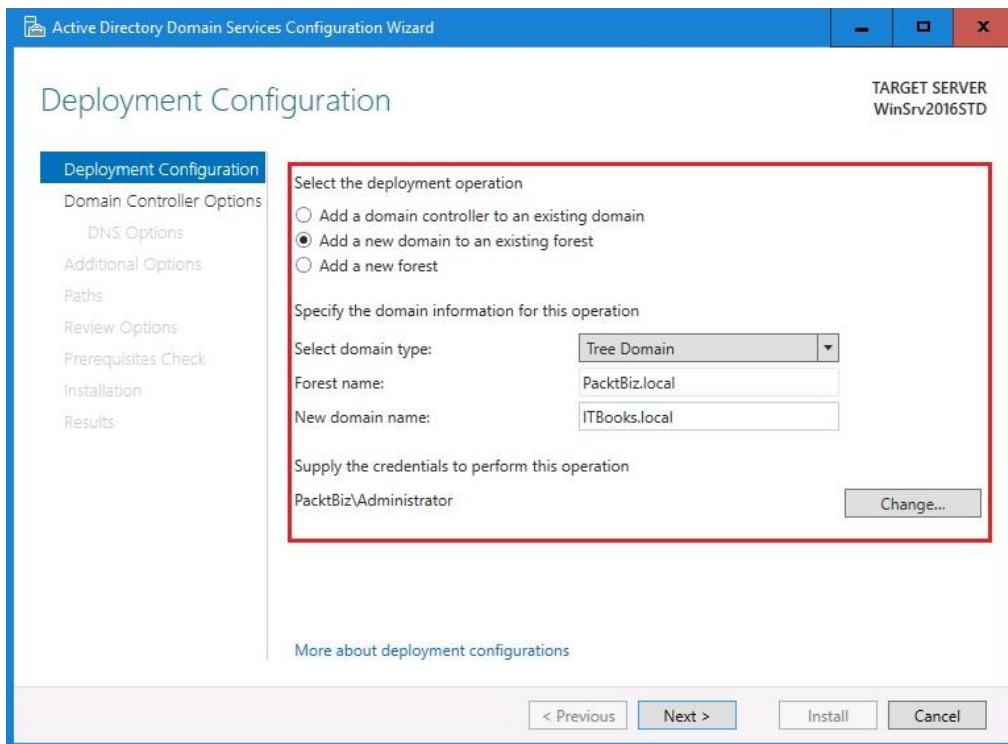 Active Directory Domain Services Configuration Wizard
Deployment Configuration
TARGET SERVER
WinSrv2016STD
Deployment Configuration
Domain Controller Options
DNS Options
Additional Options
Paths
Review Options
Prerequisites Check
Installation
Results
Select the deployment operation
Add a domain controller to an existing domain
Add a new domain to an existing forest
Add a new forest
Specify the domain information for this operation
Select domain type: Tree Domain
Forest name: PacktBiz.local
New domain name: ITBooks.local
Supply the credentials to perform this operation
PacktBiz\Administrator Change...
More about deployment configurations
< Previous Next > Install Cancel